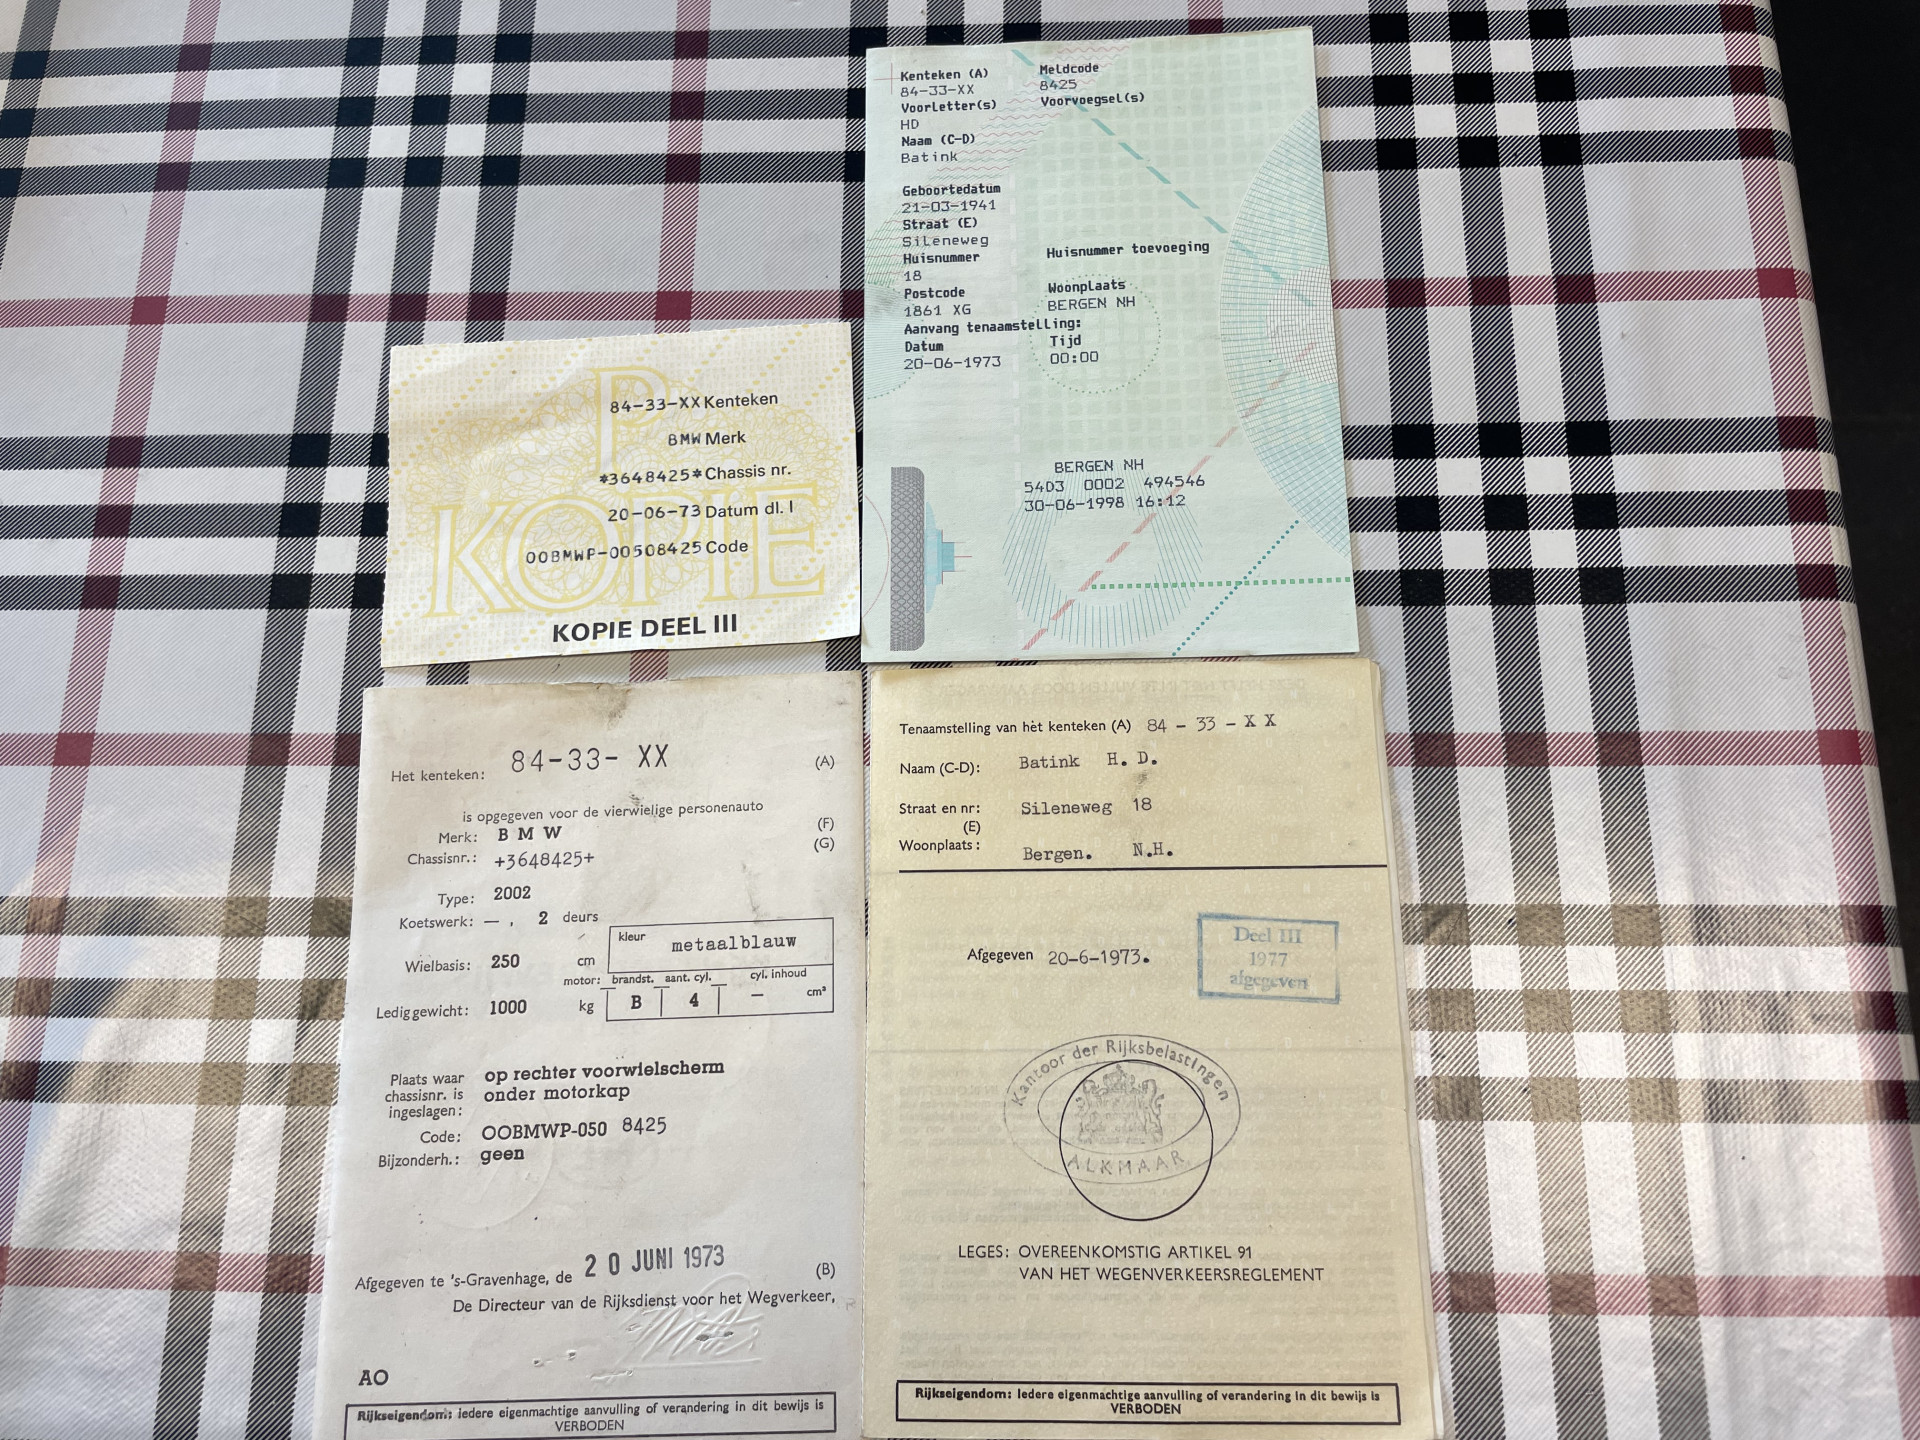 84-33-XX Kenteken
BMW Merk
*3648425* Chassis nr.
20-06-73 Datum dl. I
00BMWP-00508425 Code
P
KOPIE
KOPIE DEEL III
Kenteken (A) Meldcode
84-33-XX 8425
Voorletter(s) Voorvoegsel(s)
HD
Naam (C-D)
Batink
Geboortedatum
21-03-1941
Straat (E)
Sileneweg
Huisnummer Huisnummer toevoeging
18
Postcode Woonplaats
1861 XG BERGEN NH
Aanvang tenaamstelling:
Datum Tijd
20-06-1973 00:00
BERGEN NH
54D3 0002 494546
30-06-1998 16:12
Het kenteken: 84-33- XX (A)
is opgegeven voor de vierwielige personenauto
Merk: B M W (F)
Chassisnr.: +3648425+ (G)
Type: 2002
Koetswerk: — , 2 deurs
kleur metaalblauw
Wielbasis: 250 cm
motor: brandst. aant. cyl. cyl. inhoud
Lediggewicht: 1000 kg B 4 — cm³
Plaats waar op rechter voorwielscherm
chassisnr. is onder motorkap
ingeslagen:
Code: OOBMWP-050 8425
Bijzonderh.: geen
Afgegeven te 's-Gravenhage, de 20 JUNI 1973 (B)
De Directeur van de Rijksdienst voor het Wegverkeer,
AO
Rijkseigendom: Iedere eigenmachtige aanvulling of verandering in dit bewijs is
VERBODEN
Tenaamstelling van hèt kenteken (A) 84 - 33 - X X
Naam (C-D): Batink H. D.
Straat en nr: Sileneweg 18
(E)
Woonplaats: Bergen. N.H.
Afgegeven 20-6-1973.
Deel III
1977
afgegeven
Kantoor der Rijksbelastingen
ALKMAAR
LEGES: OVEREENKOMSTIG ARTIKEL 91
VAN HET WEGENVERKEERSREGLEMENT
Rijkseigendom: Iedere eigenmachtige aanvulling of verandering in dit bewijs is
VERBODEN